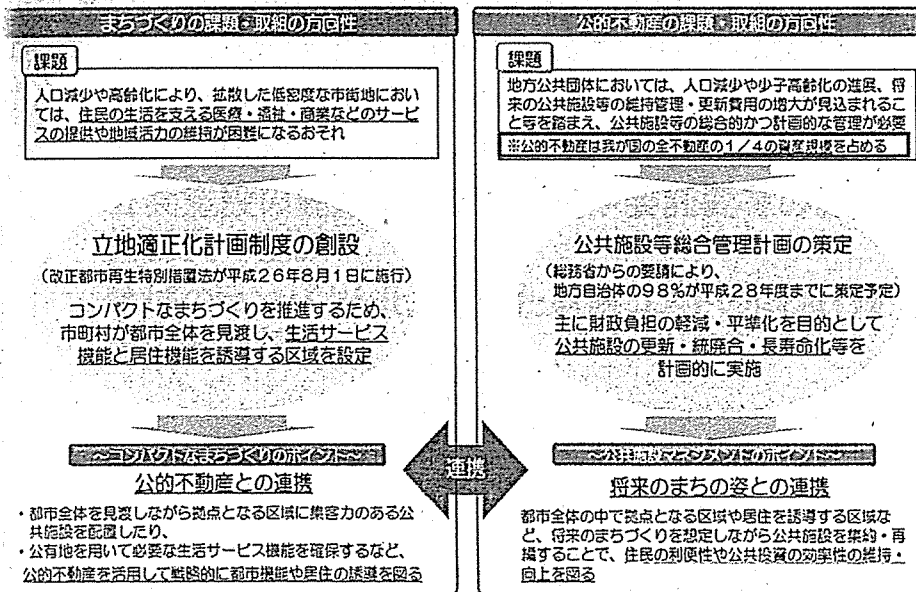 まちづくりの課題・取組の方向性
課題
人口減少や高齢化により、拡散した低密度な市街地におい
ては、住民の生活を支える医療・福祉・商業などのサービ
スの提供や地域活力の維持が困難になるおそれ
立地適正化計画制度の創設
(改正都市再生特別措置法が平成26年8月1日に施行)
コンパクトなまちづくりを推進するため、
市町村が都市全体を見渡し、生活サービス
機能と居住機能を誘導する区域を設定
～コンパクトなまちづくりのポイント～
公的不動産との連携
・都市全体を見渡しながら拠点となる区域に集客力のある公
共施設を配置したり、
・公有地を用いて必要な生活サービス機能を確保するなど、
公的不動産を活用して戦略的に都市機能や居住の誘導を図る
連携
公的不動産の課題・取組の方向性
課題
地方公共団体においては、人口減少や少子高齢化の進展、将
来の公共施設等の維持管理・更新費用の増大が見込まれるこ
と等を踏まえ、公共施設等の総合的かつ計画的な管理が必要
※公的不動産は我が国の全不動産の1/4の資産規模を占める
公共施設等総合管理計画の策定
(総務省からの要請により、
地方自治体の98%が平成28年度までに策定予定)
主に財政負担の軽減・平準化を目的として
公共施設の更新・統廃合・長寿命化等を
計画的に実施
～公共施設マネジメントのポイント～
将来のまちの姿との連携
都市全体の中で拠点となる区域や居住を誘導する区域な
ど、将来のまちづくりを想定しながら公共施設を集約・再
編することで、住民の利便性や公共投資の効率性の維持・
向上を図る